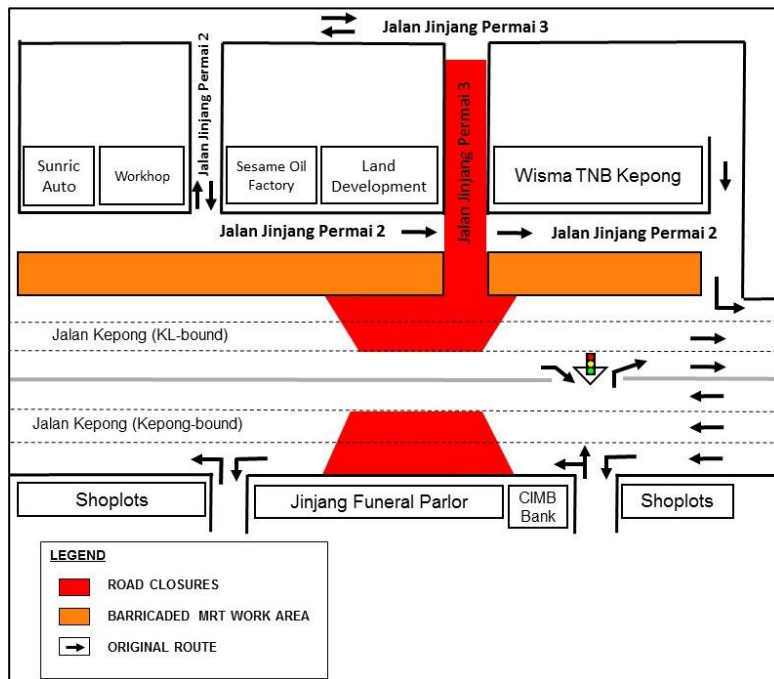 Jalan Jinjang Permai 3
Jalan Jinjang Permai 2
Jalan Jinjang Permai 3
Sunric
Auto
Workhop
Sesame Oil
Factory
Land
Development
Wisma TNB Kepong
Jalan Jinjang Permai 2
Jalan Jinjang Permai 2
Jalan Kepong (KL-bound)
Jalan Kepong (Kepong-bound)
Shoplots
Jinjang Funeral Parlor
CIMB
Bank
Shoplots
LEGEND
ROAD CLOSURES
BARRICADED MRT WORK AREA
ORIGINAL ROUTE